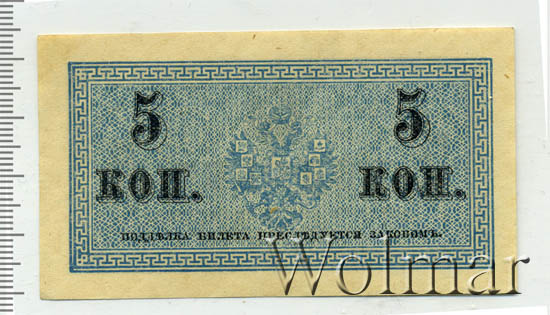 5 5
КОП. КОП.
ПОДДѢЛКА БИЛЕТА ПРЕСЛѢДУЕТСЯ ЗАКОНОМЪ.
Wolmar